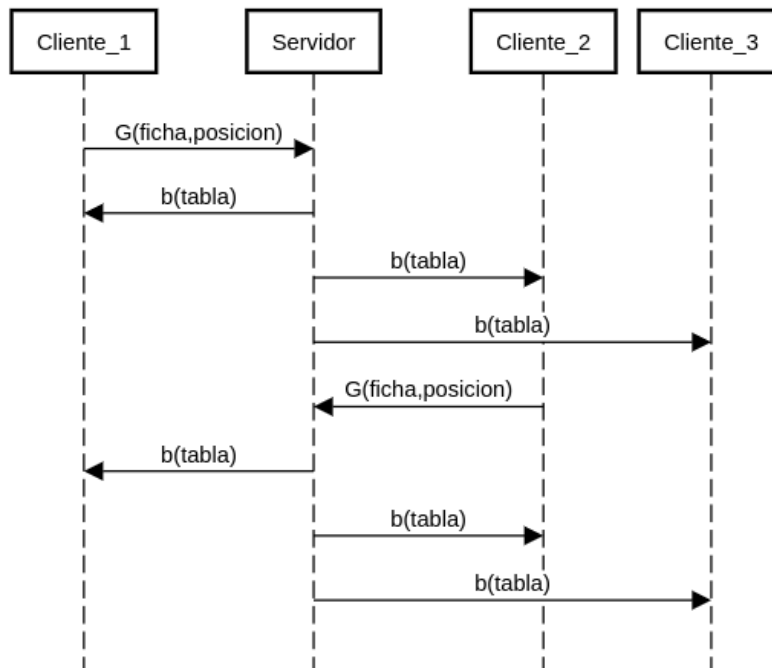 Cliente_1 Servidor Cliente_2 Cliente_3
G(ficha,posicion)
b(tabla)
b(tabla)
b(tabla)
G(ficha,posicion)
b(tabla)
b(tabla)
b(tabla)